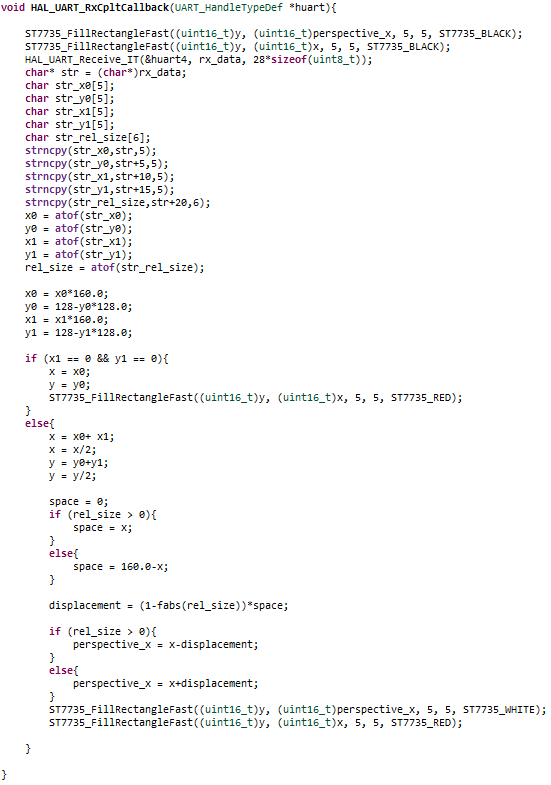 void HAL_UART_RxCpltCallback(UART_HandleTypeDef *huart){

    ST7735_FillRectangleFast((uint16_t)y, (uint16_t)perspective_x, 5, 5, ST7735_BLACK);
    ST7735_FillRectangleFast((uint16_t)y, (uint16_t)x, 5, 5, ST7735_BLACK);
    HAL_UART_Receive_IT(&huart4, rx_data, 28*sizeof(uint8_t));
    char* str = (char*)rx_data;
    char str_x0[5];
    char str_y0[5];
    char str_x1[5];
    char str_y1[5];
    char str_rel_size[6];
    strncpy(str_x0,str,5);
    strncpy(str_y0,str+5,5);
    strncpy(str_x1,str+10,5);
    strncpy(str_y1,str+15,5);
    strncpy(str_rel_size,str+20,6);
    x0 = atof(str_x0);
    y0 = atof(str_y0);
    x1 = atof(str_x1);
    y1 = atof(str_y1);
    rel_size = atof(str_rel_size);

    x0 = x0*160.0;
    y0 = 128-y0*128.0;
    x1 = x1*160.0;
    y1 = 128-y1*128.0;

    if (x1 == 0 && y1 == 0){
        x = x0;
        y = y0;
        ST7735_FillRectangleFast((uint16_t)y, (uint16_t)x, 5, 5, ST7735_RED);
    }
    else{
        x = x0+ x1;
        x = x/2;
        y = y0+y1;
        y = y/2;

        space = 0;
        if (rel_size > 0){
            space = x;
        }
        else{
            space = 160.0-x;
        }

        displacement = (1-fabs(rel_size))*space;

        if (rel_size > 0){
            perspective_x = x-displacement;
        }
        else{
            perspective_x = x+displacement;
        }
        ST7735_FillRectangleFast((uint16_t)y, (uint16_t)perspective_x, 5, 5, ST7735_WHITE);
        ST7735_FillRectangleFast((uint16_t)y, (uint16_t)x, 5, 5, ST7735_RED);

    }

}